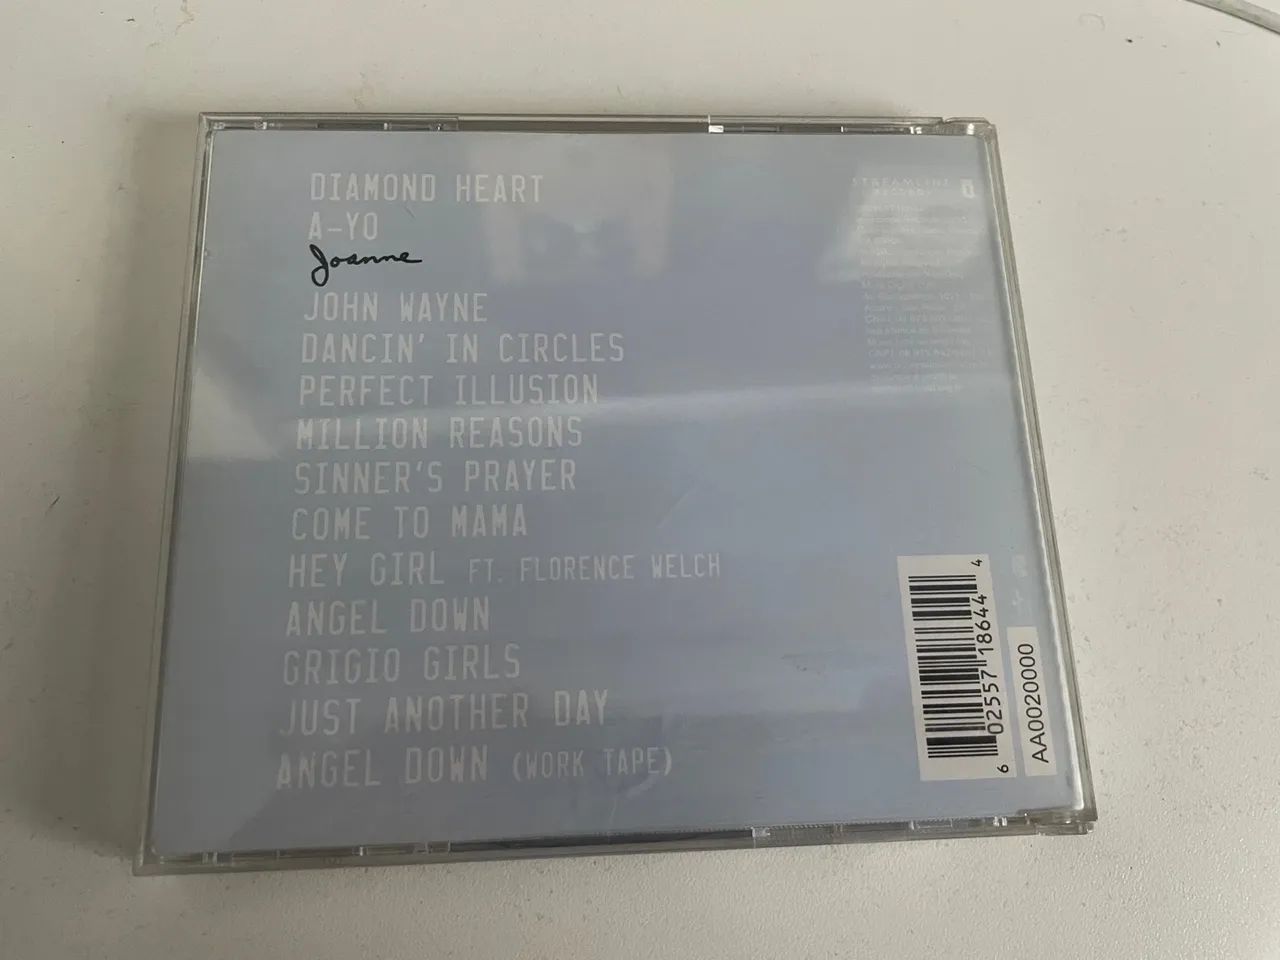 DIAMOND HEART
A-YO
Joanne
JOHN WAYNE
DANCIN' IN CIRCLES
PERFECT ILLUSION
MILLION REASONS
SINNER'S PRAYER
COME TO MAMA
HEY GIRL FT. FLORENCE WELCH
ANGEL DOWN
GRIGIO GIRLS
JUST ANOTHER DAY
ANGEL DOWN (WORK TAPE)
STREAMLINE
RECORDS
6 02557 18644 4
AA0020000